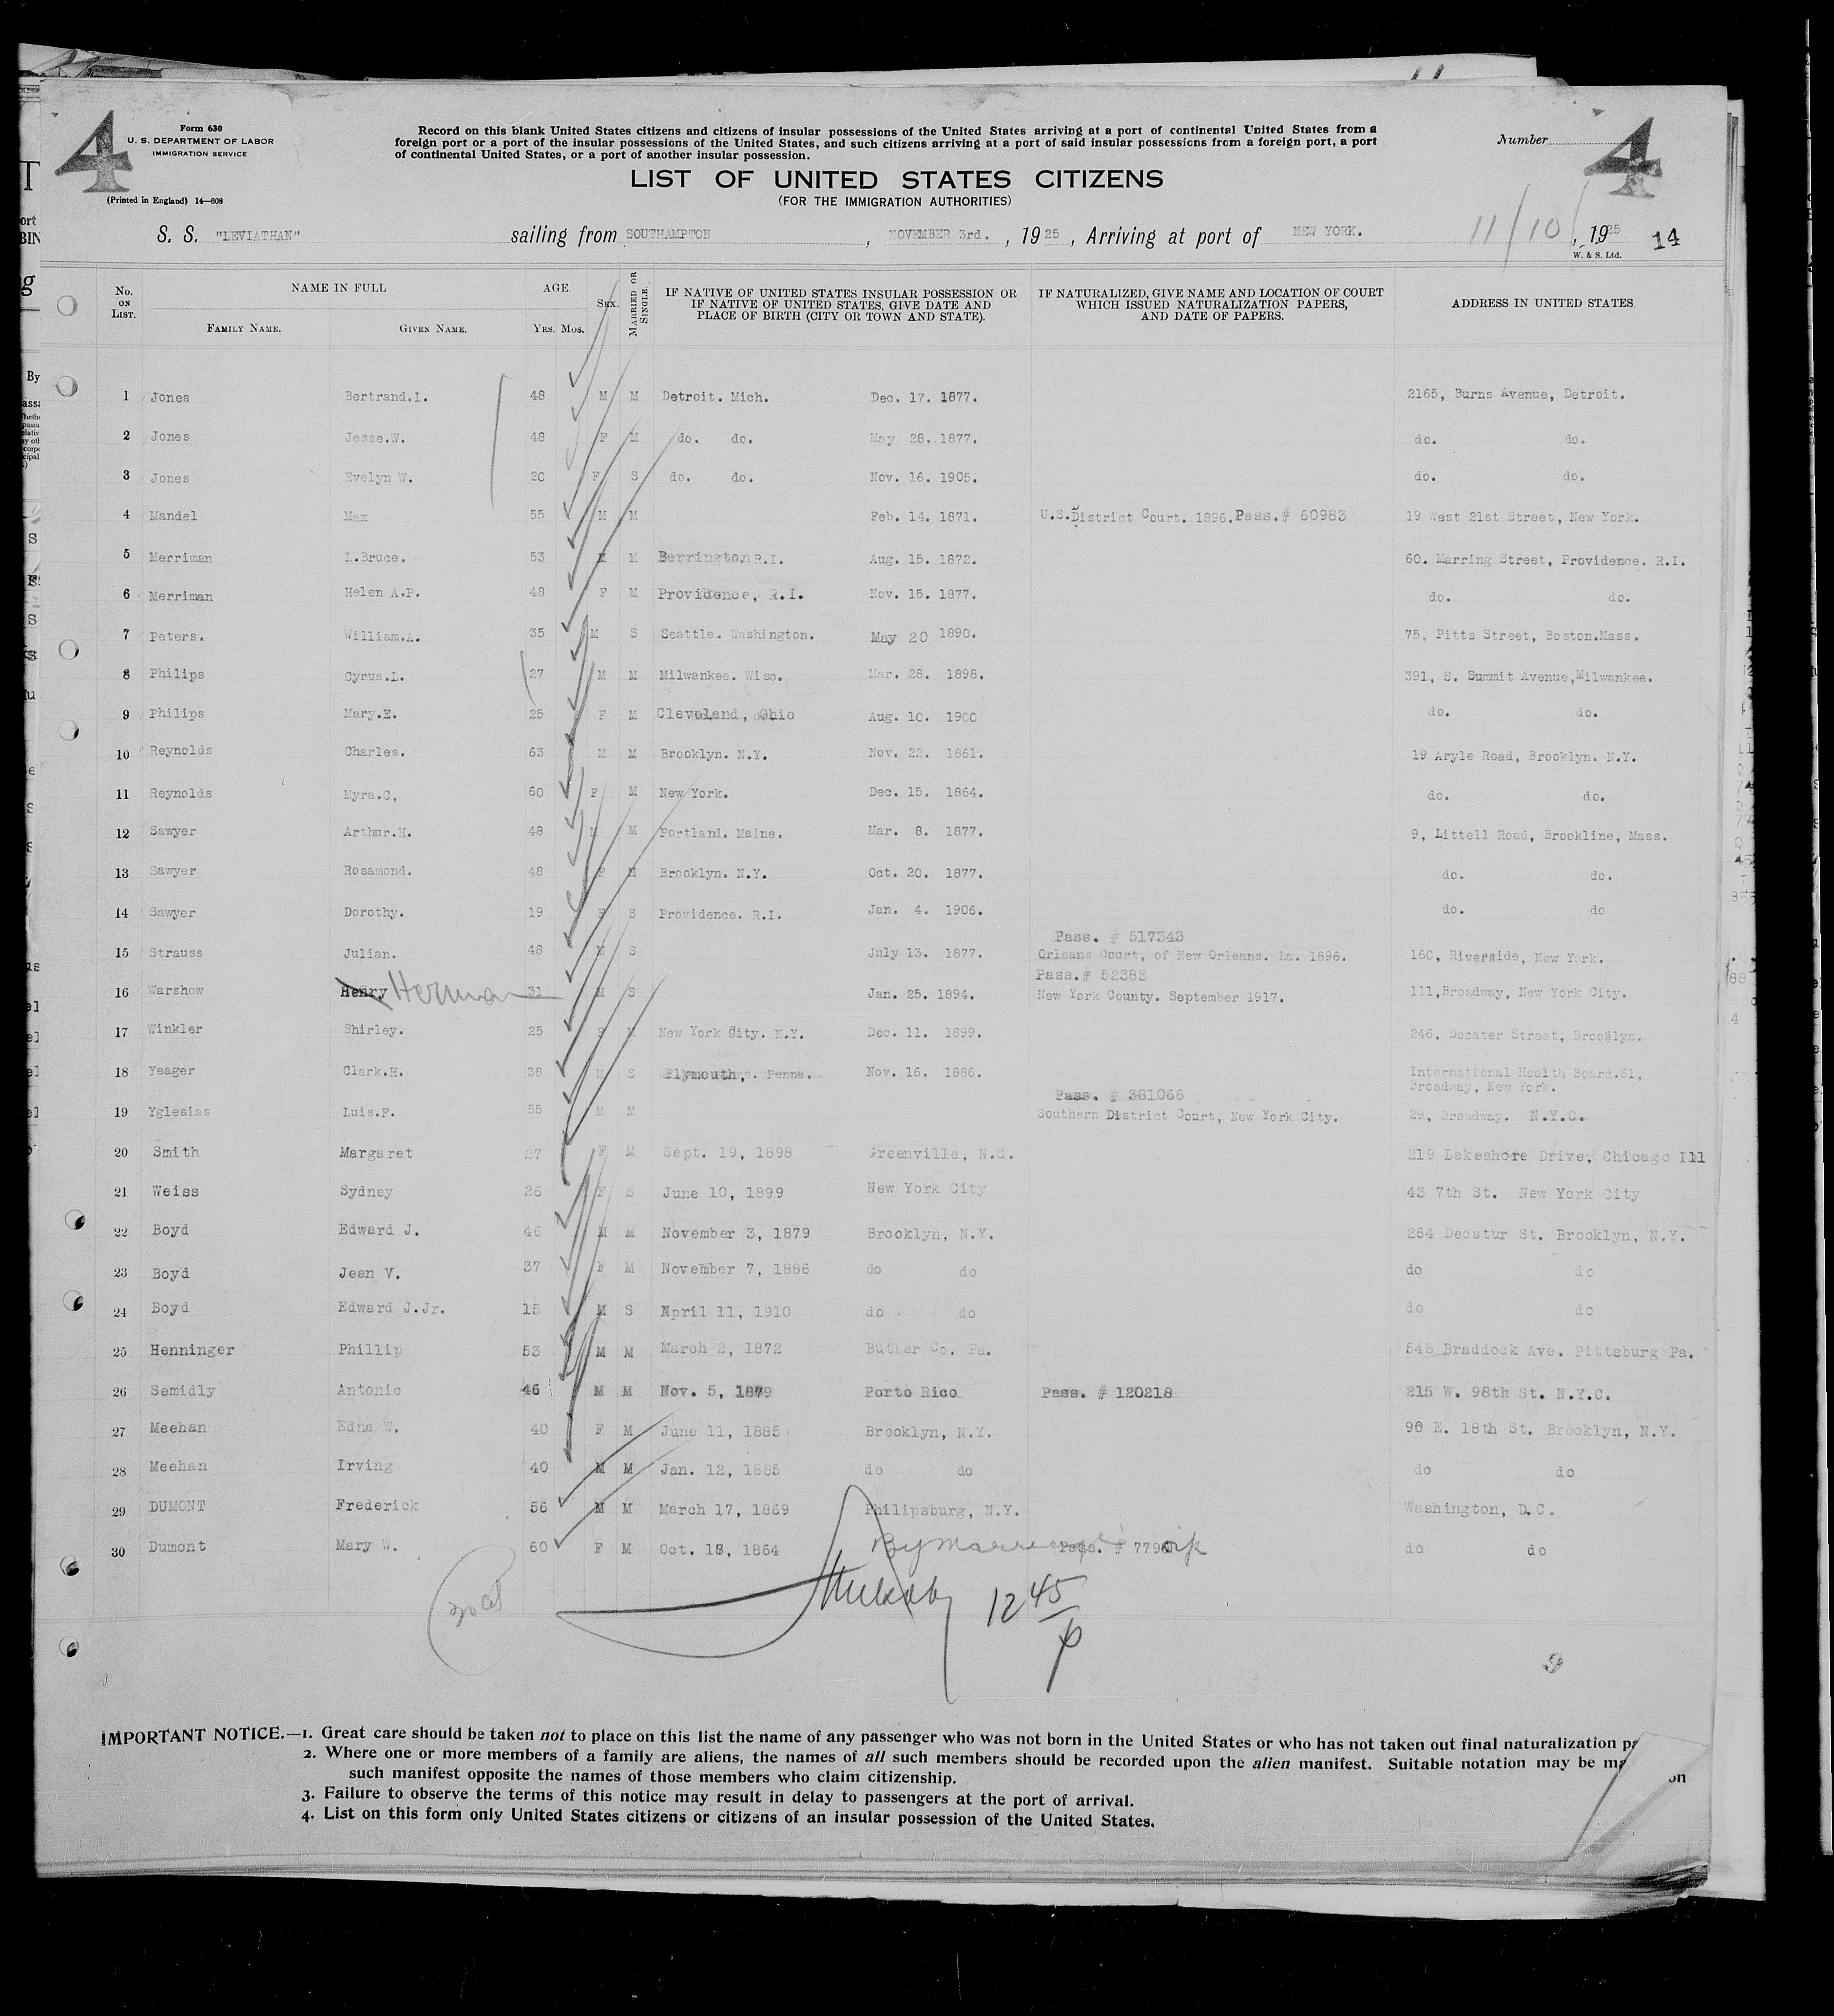 4
Form 630
U. S. DEPARTMENT OF LABOR
IMMIGRATION SERVICE
(Printed in England) 14—608
Record on this blank United States citizens and citizens of insular possessions of the United States arriving at a port of continental United States from a
foreign port or a port of the insular possessions of the United States, and such citizens arriving at a port of said insular possessions from a foreign port, a port
of continental United States, or a port of another insular possession.
Number 4
LIST OF UNITED STATES CITIZENS
(FOR THE IMMIGRATION AUTHORITIES)
S. S. "LEVIATHAN" sailing from SOUTHAMPTON, NOVEMBER 3rd., 1925, Arriving at port of NEW YORK. 11/10/, 1925 14
W. & S. Ltd.
No. ON LIST. NAME IN FULL FAMILY NAME. GIVEN NAME. AGE. YRS. MOS. SEX. MARRIED OR SINGLE. IF NATIVE OF UNITED STATES INSULAR POSSESSION OR IF NATIVE OF UNITED STATES, GIVE DATE AND PLACE OF BIRTH (CITY OR TOWN AND STATE). IF NATURALIZED, GIVE NAME AND LOCATION OF COURT WHICH ISSUED NATURALIZATION PAPERS, AND DATE OF PAPERS. ADDRESS IN UNITED STATES.
1 Jones Bertrand.I. 48 M M Detroit. Mich. Dec. 17. 1877. 2165, Burns Avenue, Detroit.
2 Jones Jesse.W. 48 F M do. do. May 28. 1877. do. do.
3 Jones Evelyn W. 20 F S do. do. Nov. 16. 1905. do. do.
4 Mandel Max 55 M M Feb. 14. 1871. U.S.District Court. 1896. Pass.# 60983 19 West 21st Street, New York.
5 Merriman I.Bruce. 53 M M Berrington R.I. Aug. 15. 1872. 60. Marring Street, Providence. R.I.
6 Merriman Helen A.P. 48 F M Providence, R.I. Nov. 15. 1877. do. do.
7 Peters. William.A. 35 M S Seattle. Washington. May 20 1890. 75, Pitts Street, Boston.Mass.
8 Philips Cyrus.L. 27 M M Milwankee. Wisc. Mar. 28. 1898. 391, S. Summit Avenue, Milwankee.
9 Philips Mary.E. 25 F M Cleveland, Ohio Aug. 10. 1900 do. do.
10 Reynolds Charles. 63 M M Brooklyn. N.Y. Nov. 22. 1861. 19 Aryle Road, Brooklyn. N.Y.
11 Reynolds Myra.C, 60 F M New York. Dec. 15. 1864. do. do.
12 Sawyer Arthur.H. 48 M M Portland. Maine. Mar. 8. 1877. 9, Littell Road, Brookline, Mass.
13 Sawyer Rosamond. 48 F M Brooklyn. N.Y. Oct. 20. 1877. do. do.
14 Sawyer Dorothy. 19 F S Providence. R.I. Jan. 4. 1906. do. do
Pass. # 517343
15 Strauss Julian. 48 M S July 13. 1877. Orleans Court, of New Orleans. La. 1896. 160, Riverside, New York.
Pass.# 52383
16 Warshow Henry Herman 31 M S Jan. 25. 1894. New York County. September 1917. 111,Broadway, New York City.
17 Winkler Shirley. 25 F M New York City. N.Y. Dec. 11. 1899. 246, Decater Street, Brooklyn.
18 Yeager Clark.H. 38 M S Plymouth, Penna. Nov. 16. 1886. International Health Board.61,
Broadway, New York.
Pass. # 381066
19 Yglesias Luis.F. 55 M M Southern District Court, New York City. 29, Broadway. N.Y.C.
20 Smith Margaret 27 F M Sept. 19, 1898 Greenville, N.C. 219 Lakeshore Drive, Chicago Ill
21 Weiss Sydney 26 F S June 10, 1899 New York City 43 7th St. New York City
22 Boyd Edward J. 46 M M November 3, 1879 Brooklyn, N.Y. 264 Decatur St. Brooklyn, N.Y.
23 Boyd Jean V. 37 F M November 7, 1886 do do do do
24 Boyd Edward J.Jr. 15 M S April 11, 1910 do do do do
25 Henninger Phillip 53 M M March 2, 1872 Butler Co. Pa. 548 Braddock Ave. Pittsburg Pa.
26 Semidly Antonio 46 M M Nov. 5, 1879 Porto Rico Pass. # 120218 215 W. 98th St. N.Y.C.
27 Meehan Edna W. 40 F M June 11, 1885 Brooklyn, N.Y. 90 E. 18th St. Brooklyn, N.Y.
28 Meehan Irving 40 M M Jan. 12, 1885 do do do do
29 DUMONT Frederick 56 M M March 17, 1869 Philipsburg, N.Y. Washington, D.C.
30 Dumont Mary W. 60 F M Oct. 18, 1864 By Marriage Pass. # do do
12 45/p
IMPORTANT NOTICE.—1. Great care should be taken not to place on this list the name of any passenger who was not born in the United States or who has not taken out final naturalization
2. Where one or more members of a family are aliens, the names of all such members should be recorded upon the alien manifest. Suitable notation may be
such manifest opposite the names of those members who claim citizenship.
3. Failure to observe the terms of this notice may result in delay to passengers at the port of arrival.
4. List on this form only United States citizens or citizens of an insular possession of the United States.